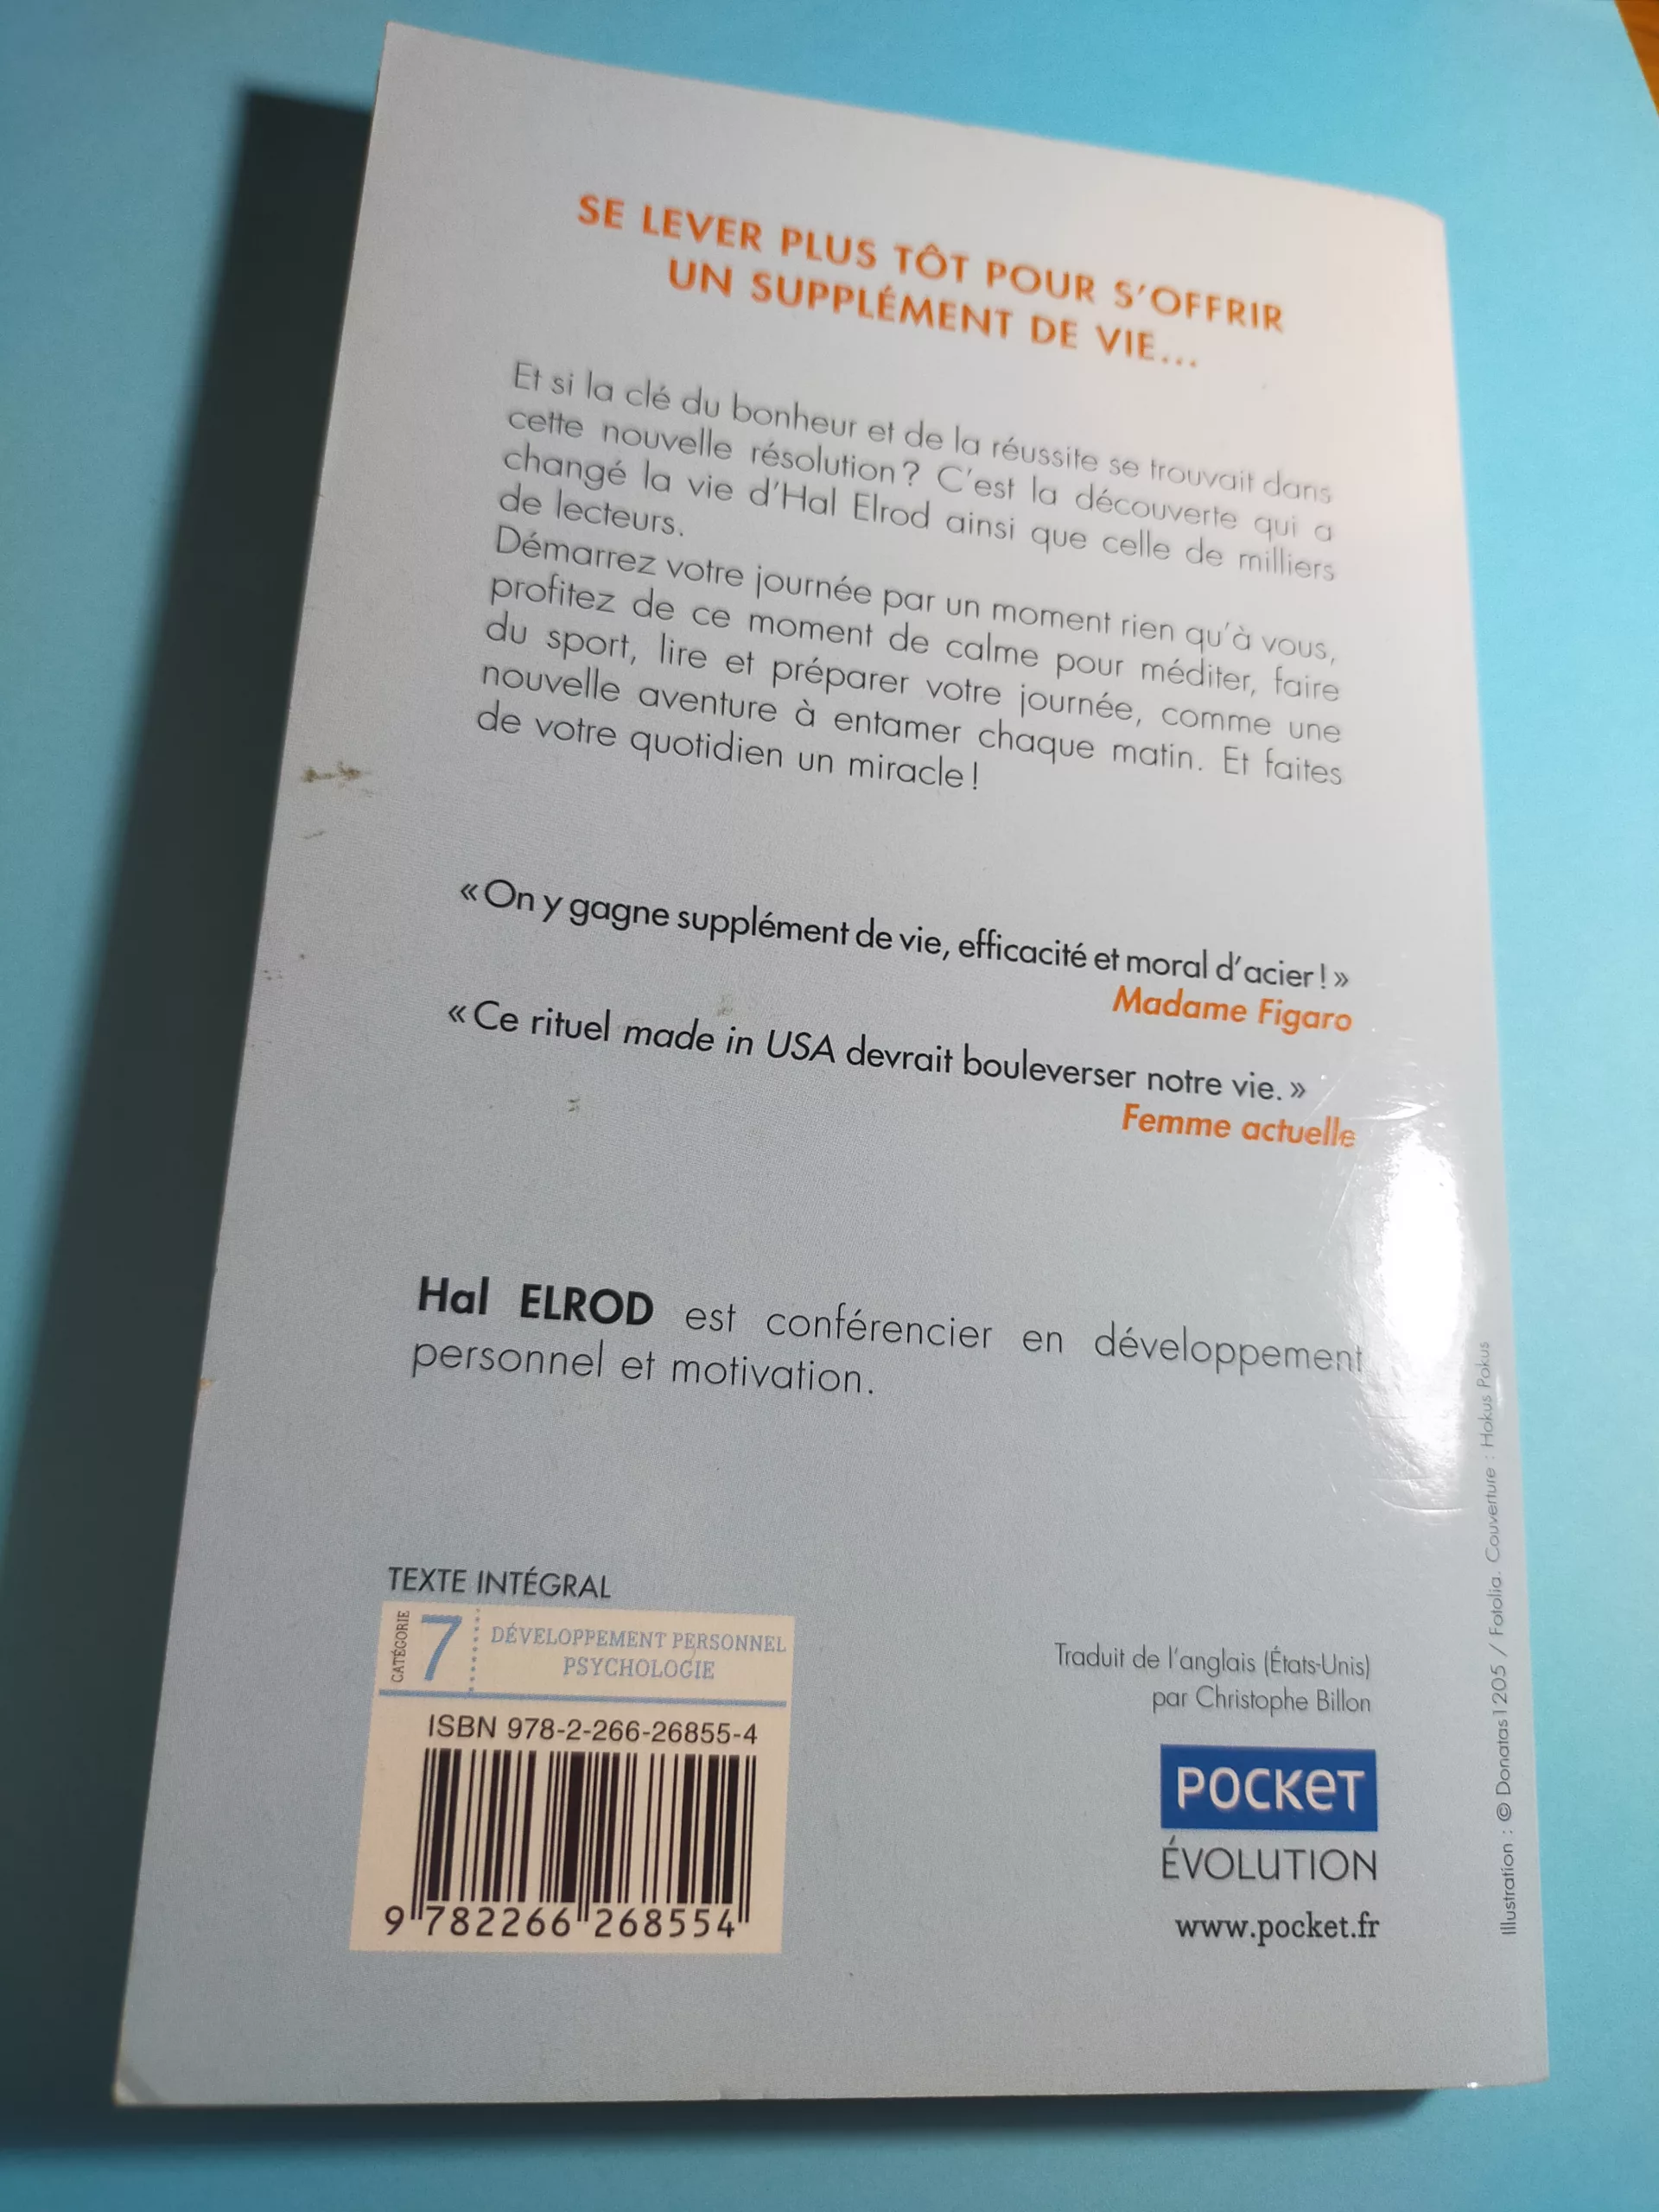 SE LEVER PLUS TÔT POUR S'OFFRIR
UN SUPPLÉMENT DE VIE...
Et si la clé du bonheur et de la réussite se trouvait dans
cette nouvelle résolution ? C'est la découverte qui a
changé la vie d'Hal Elrod ainsi que celle de milliers
de lecteurs.
Démarrez votre journée par un moment rien qu'à vous,
profitez de ce moment de calme pour méditer, faire
du sport, lire et préparer votre journée, comme une
nouvelle aventure à entamer chaque matin. Et faites
de votre quotidien un miracle !
« On y gagne supplément de vie, efficacité et moral d'acier ! »
Madame Figaro
« Ce rituel made in USA devrait bouleverser notre vie. »
Femme actuelle
Hal ELROD est conférencier en développement
personnel et motivation.
TEXTE INTÉGRAL
CATÉGORIE
7
DÉVELOPPEMENT PERSONNEL
PSYCHOLOGIE
ISBN 978-2-266-26855-4
9 782266 268554
Traduit de l'anglais (États-Unis)
par Christophe Billon
POCKET
ÉVOLUTION
www.pocket.fr
Illustration : © Donatas1205 / Fotolia. Couverture : Hokus Pokus